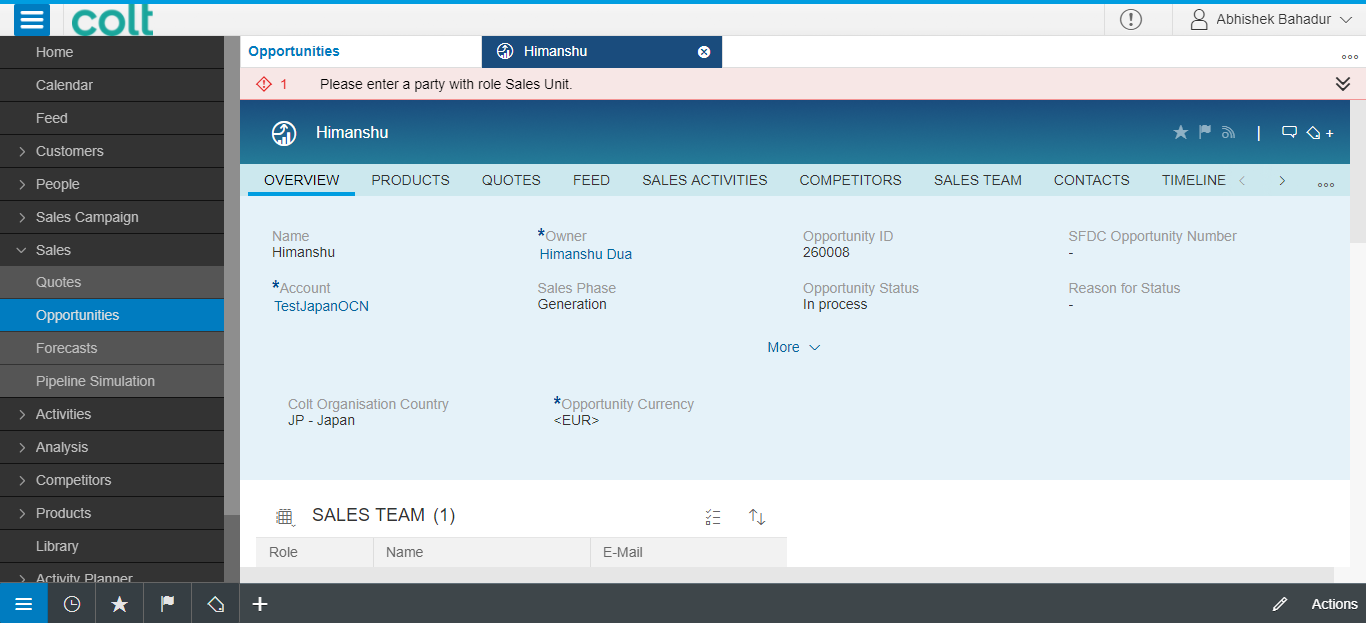 colt
Abhishek Bahadur
Home
Calendar
Feed
Customers
People
Sales Campaign
Sales
Quotes
Opportunities
Forecasts
Pipeline Simulation
Activities
Analysis
Competitors
Products
Library
Activity Planner
Opportunities Himanshu
1 Please enter a party with role Sales Unit.
Himanshu
OVERVIEW PRODUCTS QUOTES FEED SALES ACTIVITIES COMPETITORS SALES TEAM CONTACTS TIMELINE
Name *Owner Opportunity ID SFDC Opportunity Number
Himanshu Himanshu Dua 260008 -
*Account Sales Phase Opportunity Status Reason for Status
TestJapanOCN Generation In process -
More
Colt Organisation Country *Opportunity Currency
JP - Japan <EUR>
SALES TEAM (1)
Role Name E-Mail
Actions